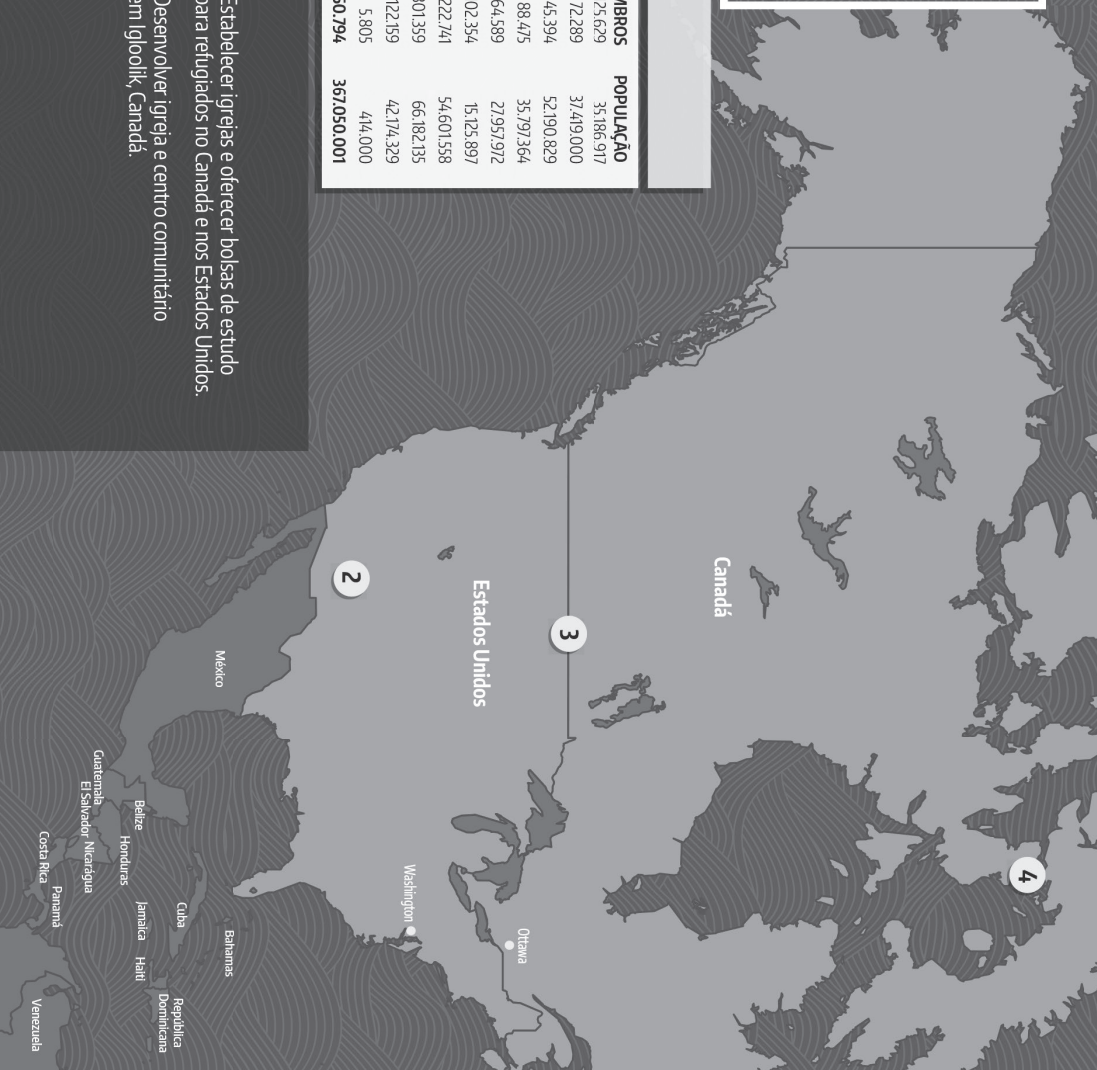 MBROS POPULAÇÃO
25.629 35.186.917
72.289 37.419.000
45.394 52.190.829
88.475 35.797.364
64.589 27.957.972
02.354 15.125.897
222.741 54.601.558
301.359 66.182.135
122.159 42.174.329
5.805 414.000
50.794 367.050.001
Estabelecer igrejas e oferecer bolsas de estudo
para refugiados no Canadá e nos Estados Unidos.
Desenvolver igreja e centro comunitário
em Igloolik, Canadá.
4
Canadá
3
Ottawa
Estados Unidos
Washington
2
México
Bahamas
Cuba
República
Dominicana
Haiti
Jamaica
Belize
Honduras
Guatemala
El Salvador
Nicarágua
Panamá
Costa Rica
Venezuela